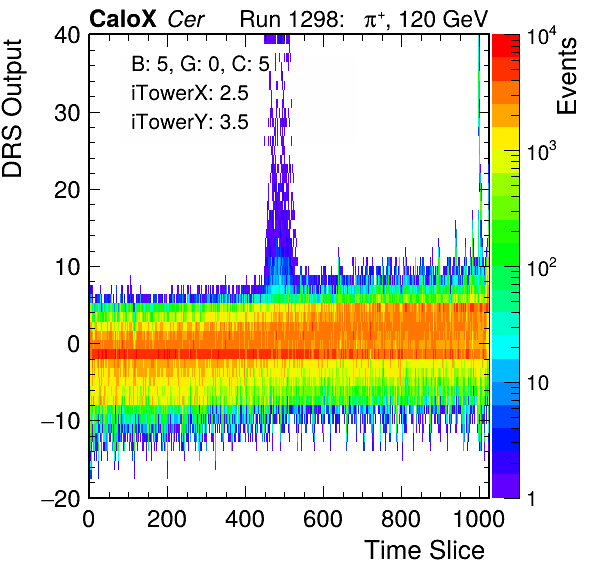 CaloX Cer Run 1298: π⁺, 120 GeV
B: 5, G: 0, C: 5
iTowerX: 2.5
iTowerY: 3.5
DRS Output
40
30
20
10
0
−10
−20
0 200 400 600 800 1000
Time Slice
Events
10⁴
10³
10²
10
1